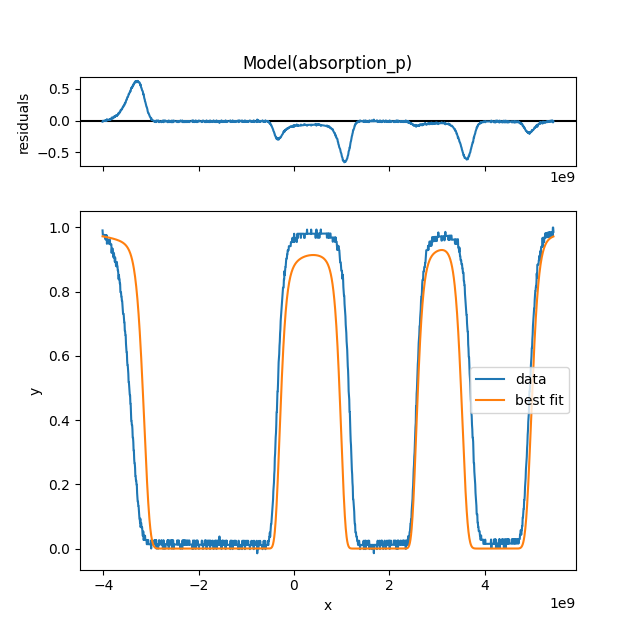 Model(absorption_p)
residuals
0.5
0.0
−0.5
1e9
y
1.0
0.8
0.6
0.4
0.2
0.0
data
best fit
−4
−2
0
2
4
x
1e9